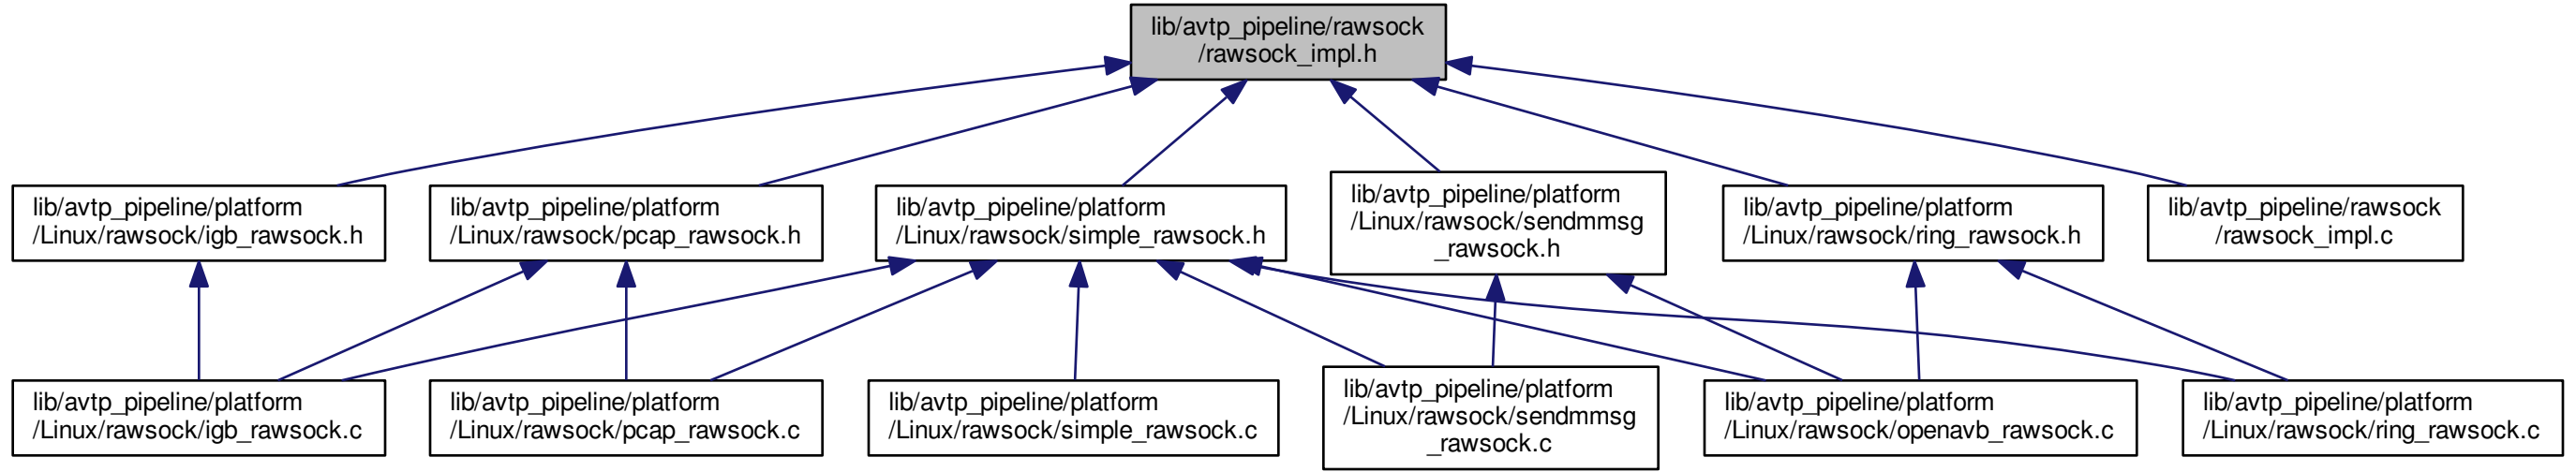 lib/avtp_pipeline/rawsock
/rawsock_impl.h
lib/avtp_pipeline/platform
/Linux/rawsock/igb_rawsock.h
lib/avtp_pipeline/platform
/Linux/rawsock/pcap_rawsock.h
lib/avtp_pipeline/platform
/Linux/rawsock/simple_rawsock.h
lib/avtp_pipeline/platform
/Linux/rawsock/sendmmsg
_rawsock.h
lib/avtp_pipeline/platform
/Linux/rawsock/ring_rawsock.h
lib/avtp_pipeline/rawsock
/rawsock_impl.c
lib/avtp_pipeline/platform
/Linux/rawsock/igb_rawsock.c
lib/avtp_pipeline/platform
/Linux/rawsock/pcap_rawsock.c
lib/avtp_pipeline/platform
/Linux/rawsock/simple_rawsock.c
lib/avtp_pipeline/platform
/Linux/rawsock/sendmmsg
_rawsock.c
lib/avtp_pipeline/platform
/Linux/rawsock/openavb_rawsock.c
lib/avtp_pipeline/platform
/Linux/rawsock/ring_rawsock.c